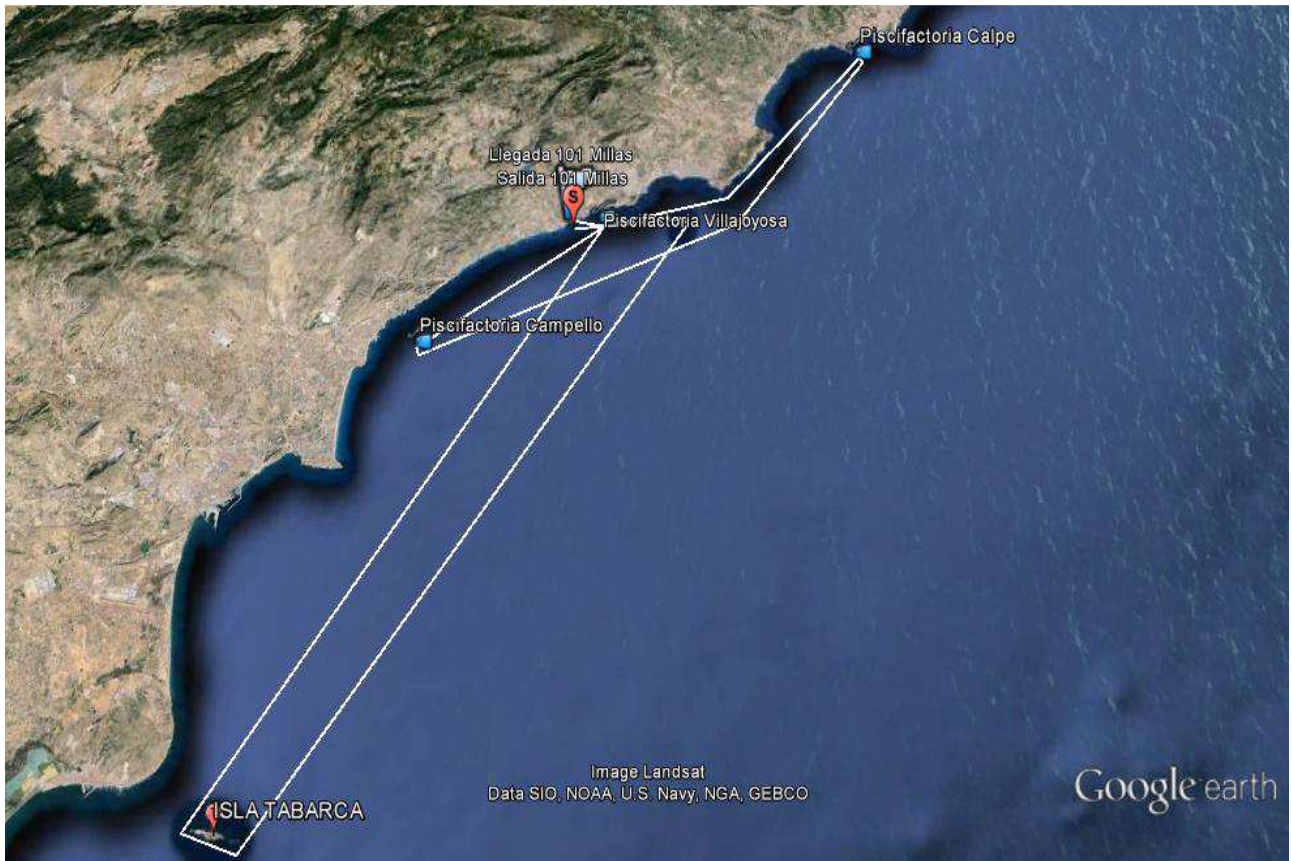 Piscifactoria Calpe
Llegada 101 Millas
Salida 101 Millas
S
Piscifactoria Villajoyosa
Piscifactoria Campello
ISLA TABARCA
Image Landsat
Data SIO, NOAA, U.S. Navy, NGA, GEBCO
Google earth